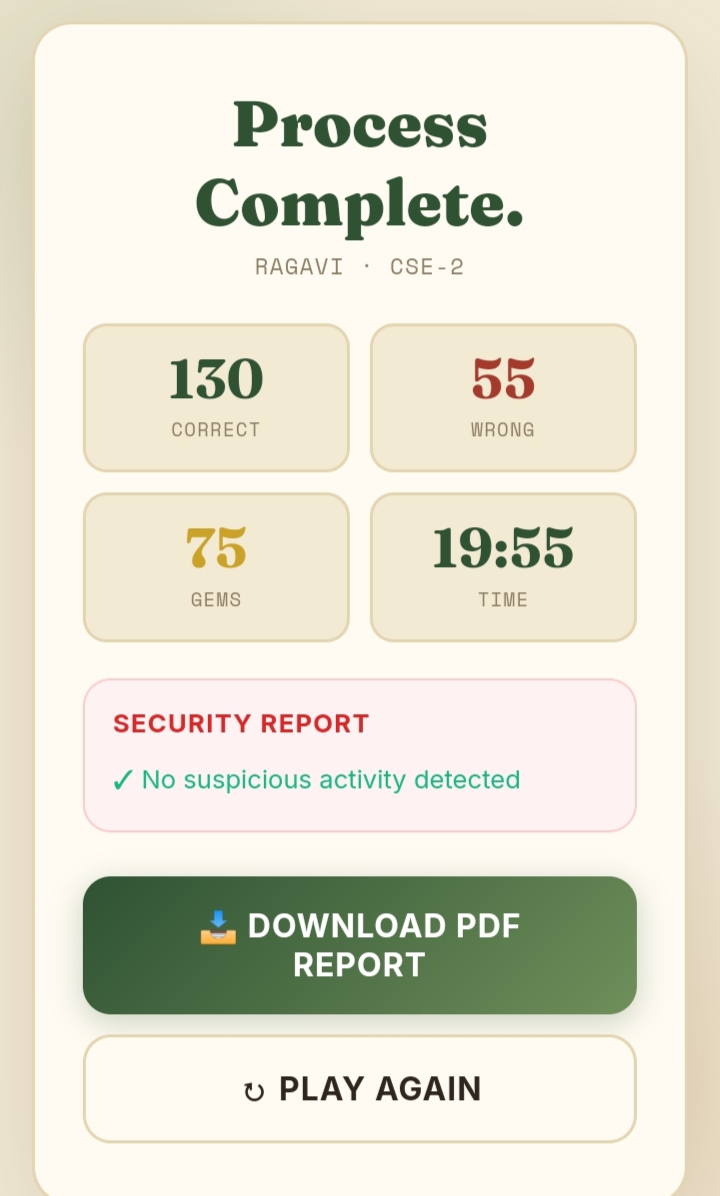 Process
Complete.
RAGAVI · CSE-2
130
CORRECT
55
WRONG
75
GEMS
19:55
TIME
SECURITY REPORT
✓ No suspicious activity detected
📥 DOWNLOAD PDF
REPORT
↻ PLAY AGAIN